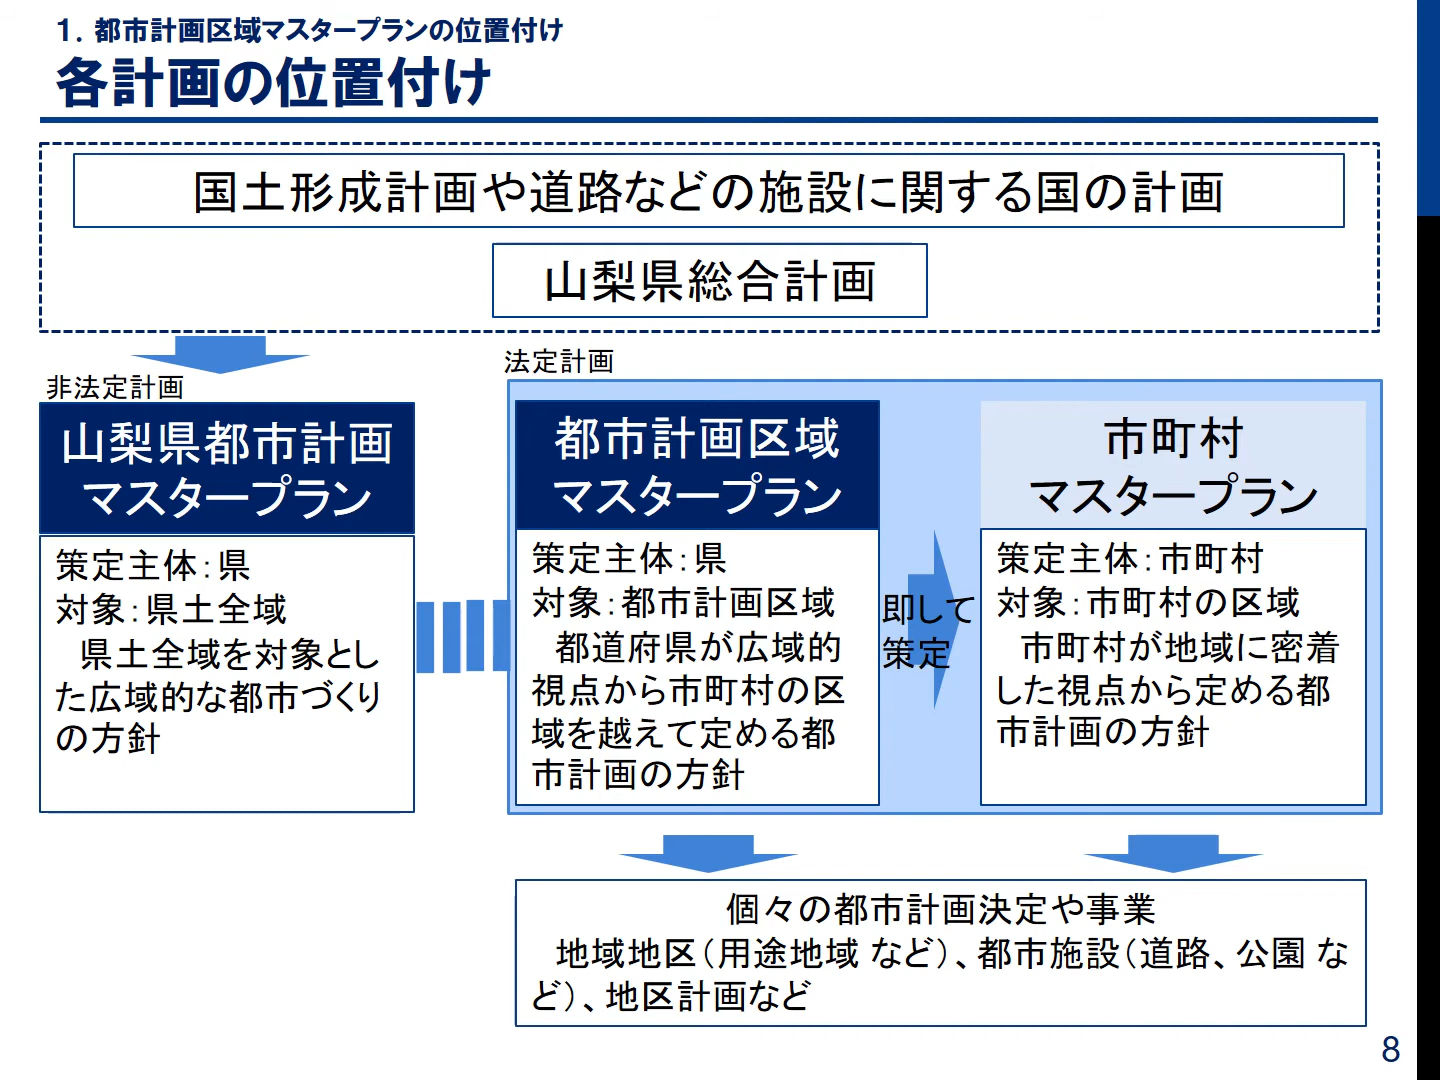 1. 都市計画区域マスタープランの位置付け
各計画の位置付け
国土形成計画や道路などの施設に関する国の計画
山梨県総合計画
非法定計画
山梨県都市計画
マスタープラン
策定主体：県
対象：県土全域
県土全域を対象とし
た広域的な都市づくり
の方針
法定計画
都市計画区域
マスタープラン
策定主体：県
対象：都市計画区域
都道府県が広域的
視点から市町村の区
域を越えて定める都
市計画の方針
即して
策定
市町村
マスタープラン
策定主体：市町村
対象：市町村の区域
市町村が地域に密着
した視点から定める都
市計画の方針
個々の都市計画決定や事業
地域地区（用途地域 など）、都市施設（道路、公園 な
ど）、地区計画など
8